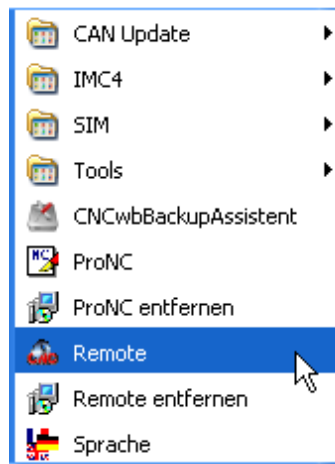 CAN Update
IMC4
SIM
Tools
CNCwbBackupAssistent
ProNC
ProNC entfernen
Remote
Remote entfernen
Sprache